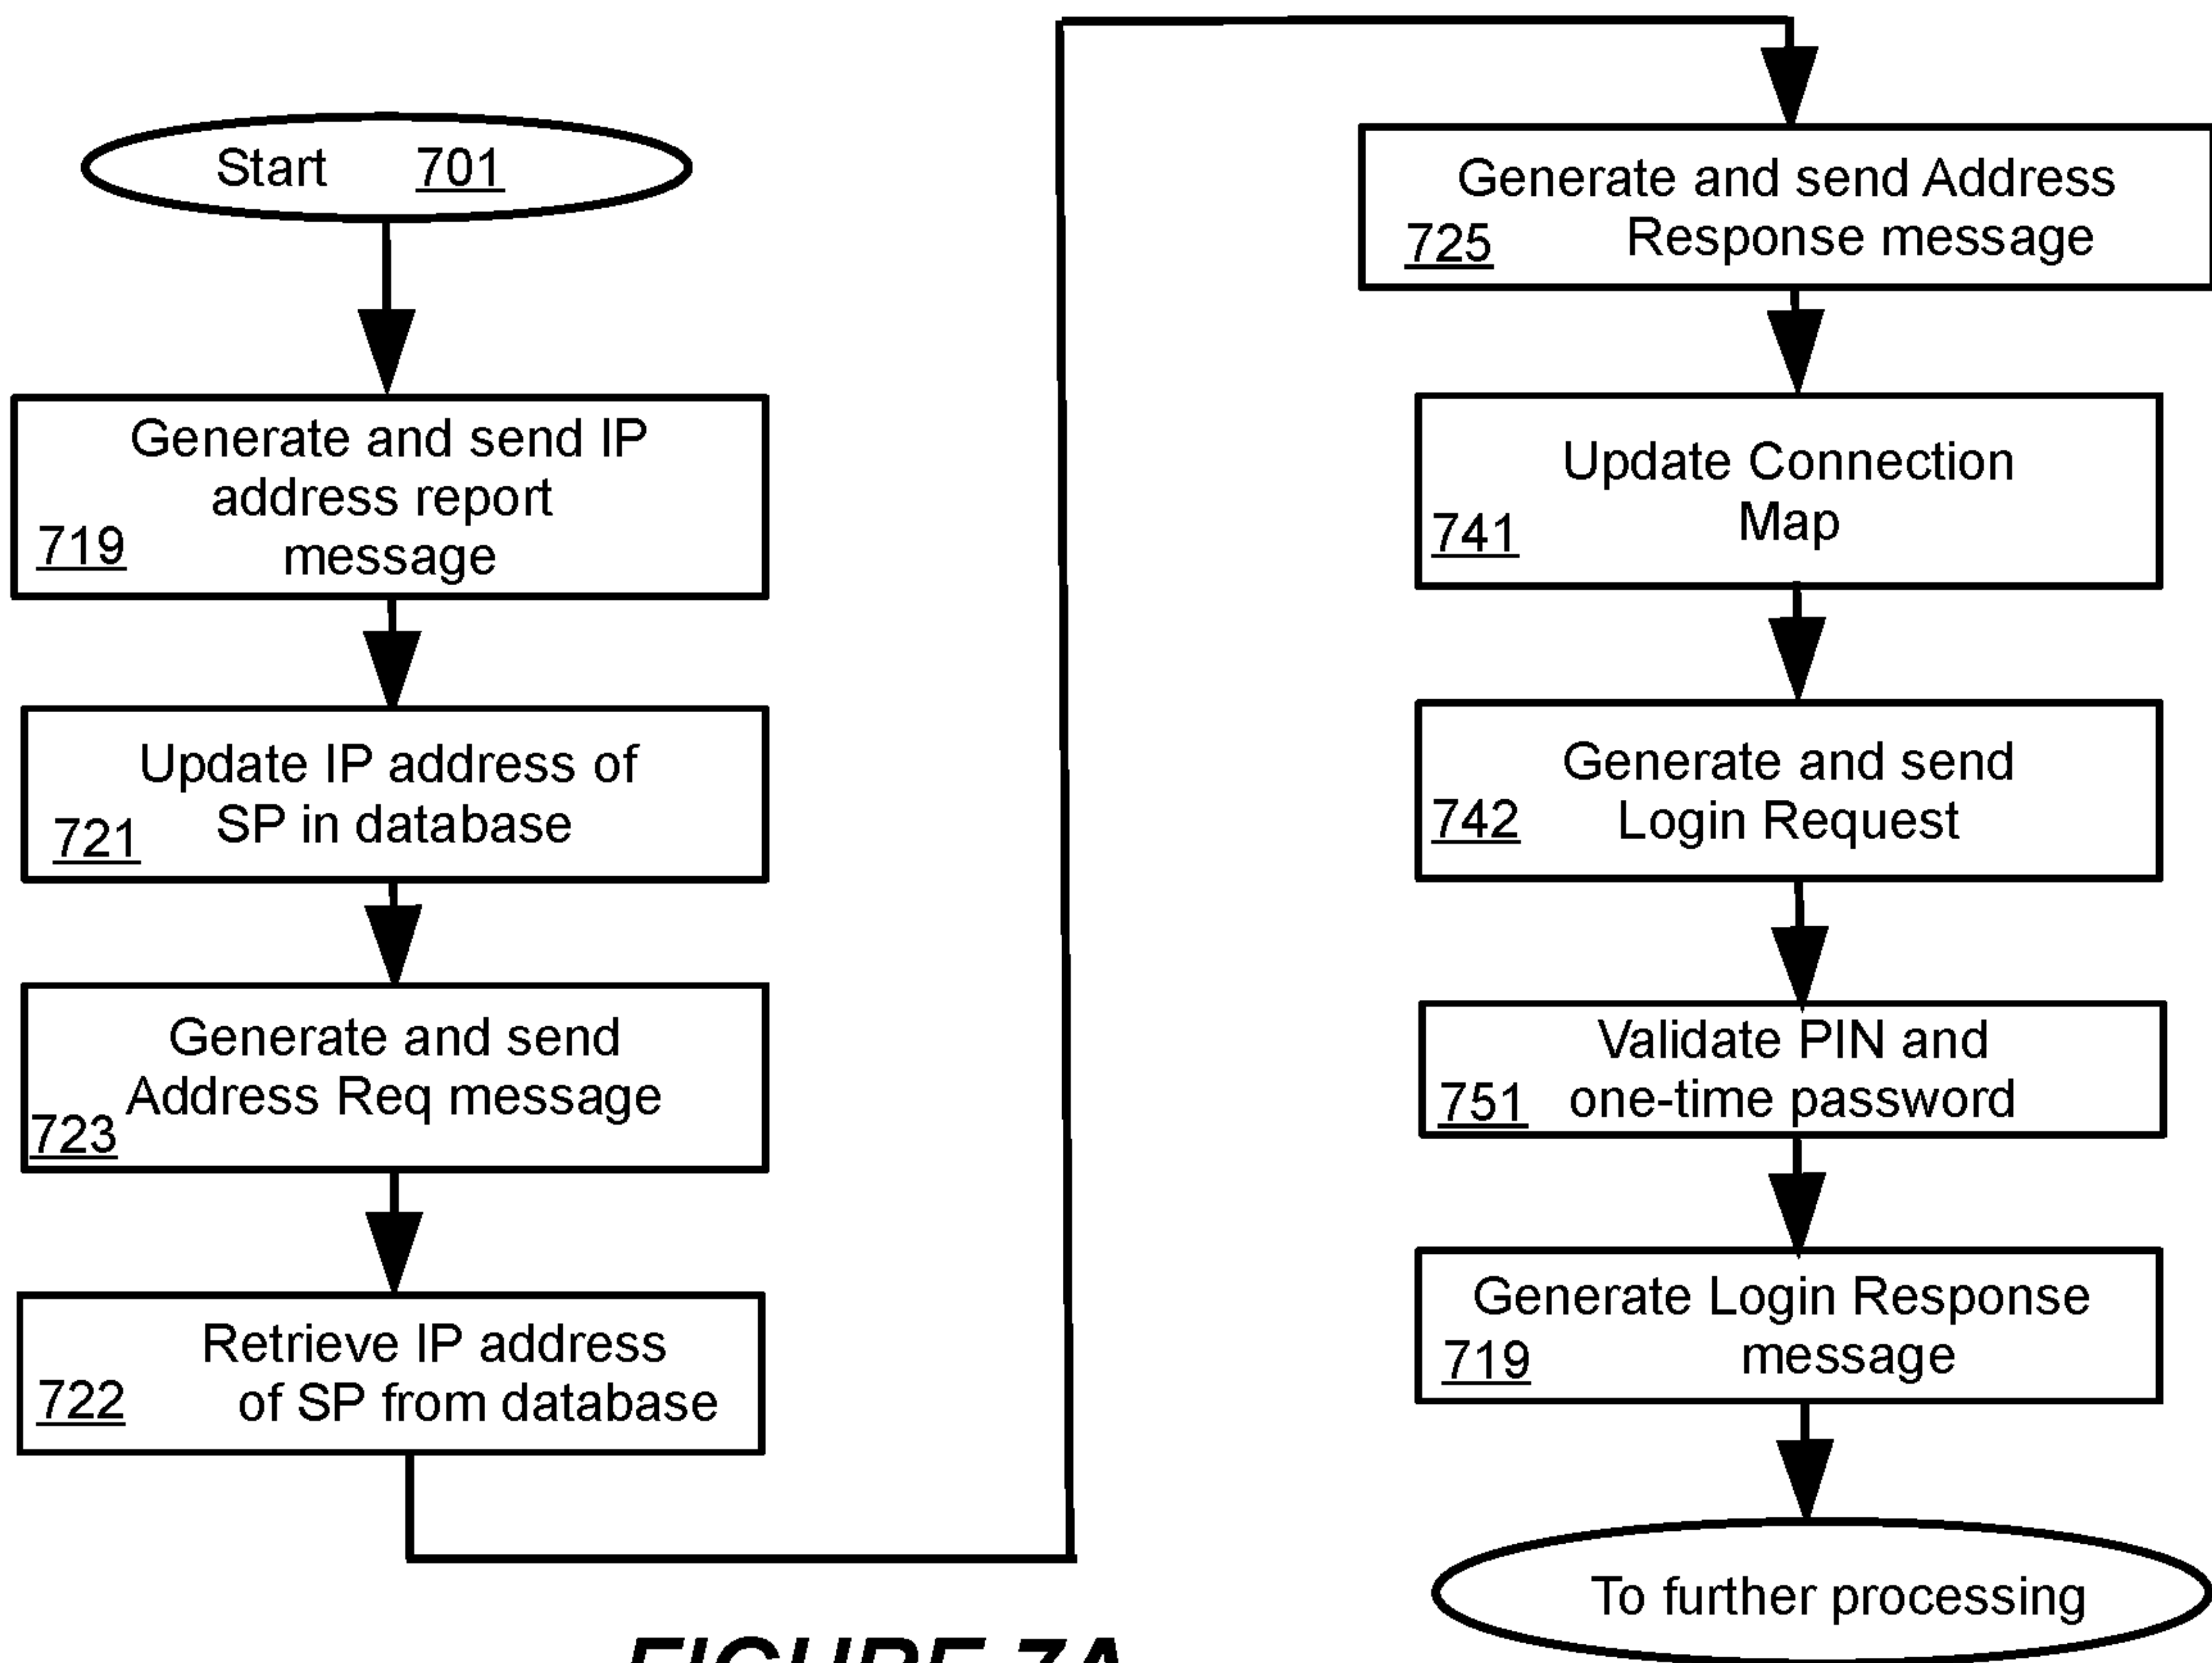 Start 701
Generate and send IP
address report
719 message
Update IP address of
721 SP in database
Generate and send
Address Req message
723
Retrieve IP address
722 of SP from database
Generate and send Address
725 Response message
Update Connection
741 Map
Generate and send
742 Login Request
Validate PIN and
751 one-time password
Generate Login Response
719 message
To further processing
FIGURE 7A